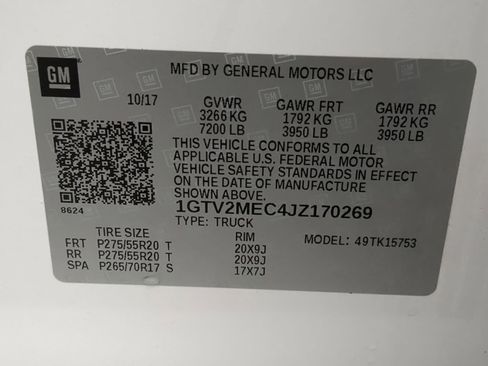 GM
MFD BY GENERAL MOTORS LLC
10/17 GVWR GAWR FRT GAWR RR
3266 KG 1792 KG 1792 KG
7200 LB 3950 LB 3950 LB
THIS VEHICLE CONFORMS TO ALL
APPLICABLE U.S. FEDERAL MOTOR
VEHICLE SAFETY STANDARDS IN EFFECT
ON THE DATE OF MANUFACTURE
SHOWN ABOVE.
8624 1GTV2MEC4JZ170269
TYPE: TRUCK
TIRE SIZE RIM MODEL: 49TK15753
FRT P275/55R20 T 20X9J
RR P275/55R20 T 20X9J
SPA P265/70R17 S 17X7J